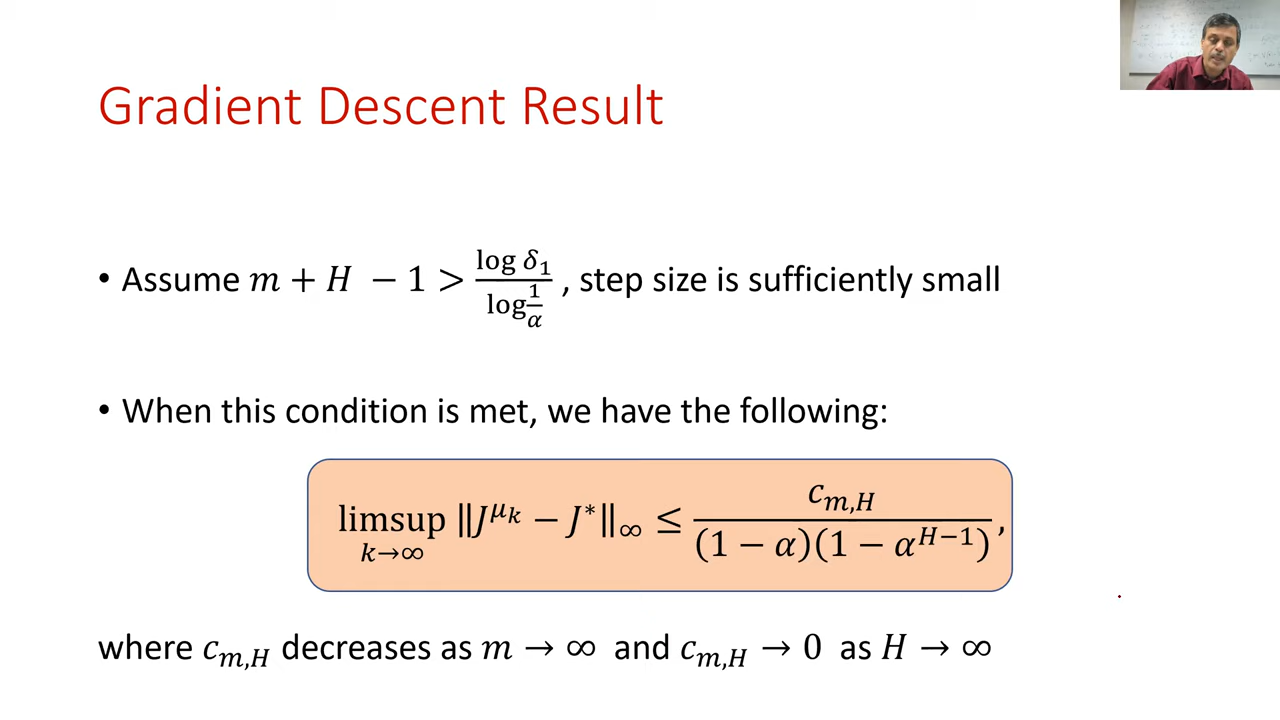 Gradient Descent Result
• Assume m + H − 1 > log δ₁ / log 1/α , step size is sufficiently small
• When this condition is met, we have the following:
limsup k→∞ ‖J^{μ_k} − J^*‖_∞ ≤ c_{m,H} / (1 − α)(1 − α^{H−1}) ,
where c_{m,H} decreases as m → ∞ and c_{m,H} → 0 as H → ∞